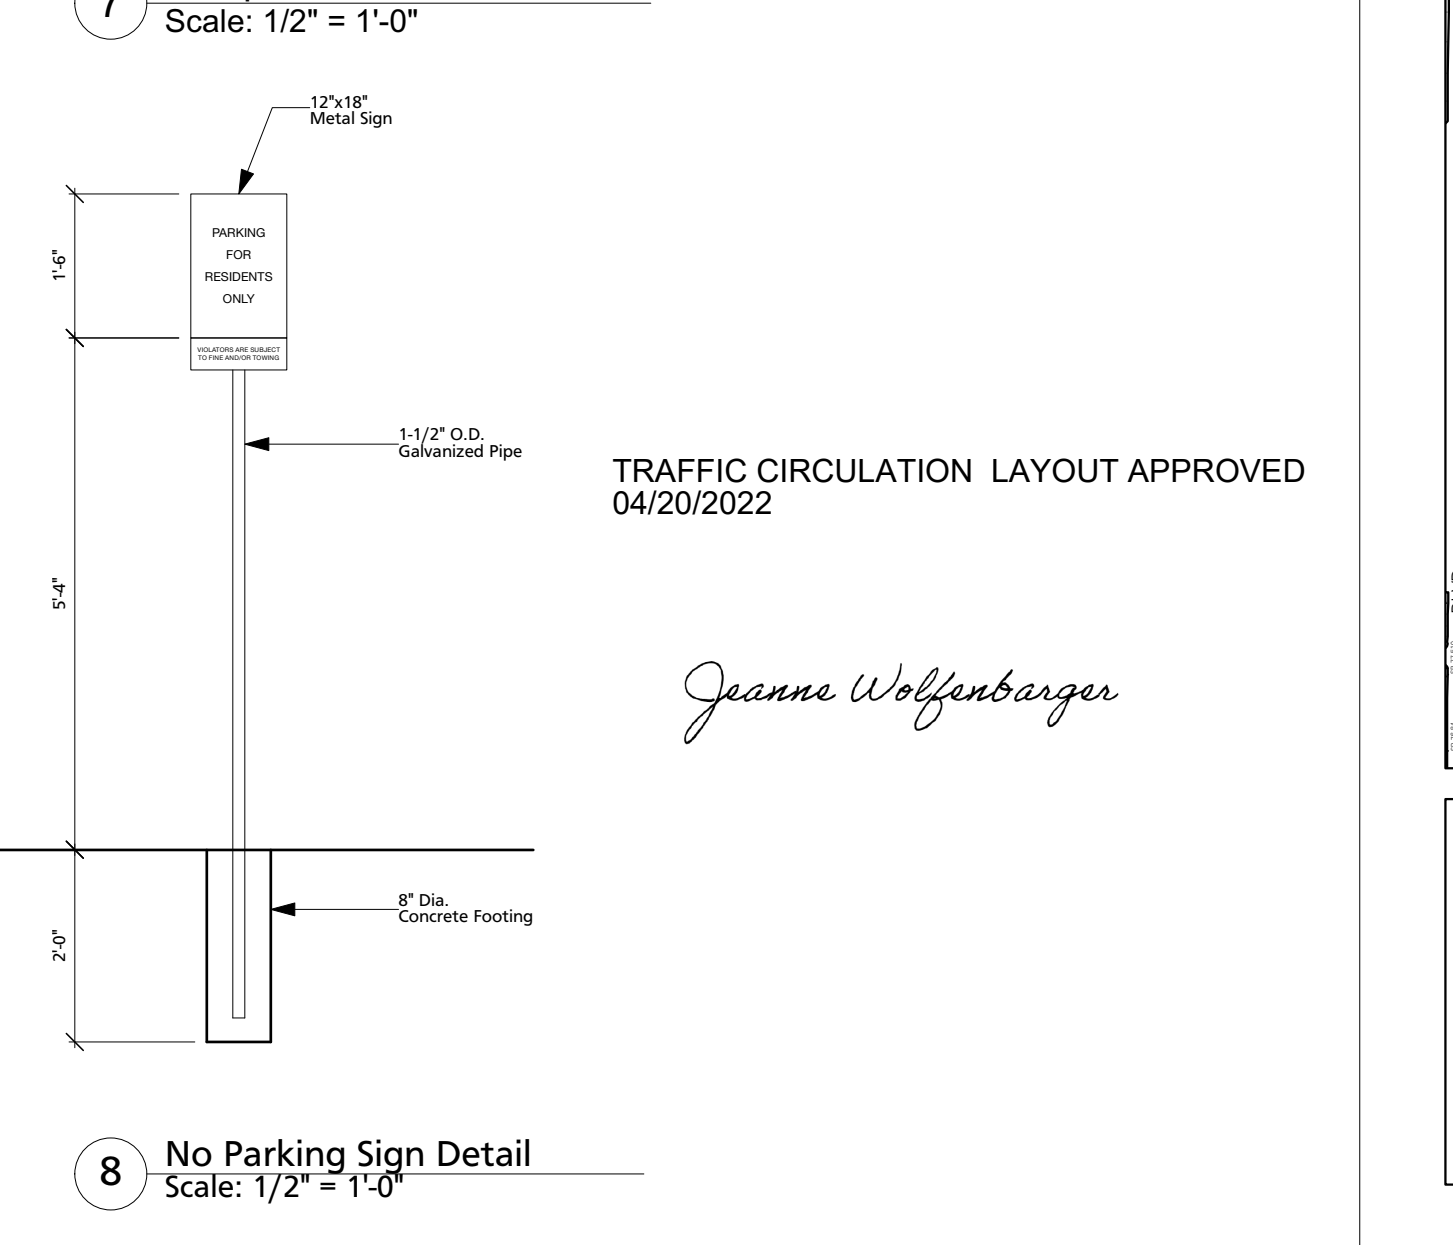 7
Scale: 1/2" = 1'-0"
12"x18"
Metal Sign
1'-6"
PARKING
FOR
RESIDENTS
ONLY
VIOLATORS ARE SUBJECT
TO FINE AND/OR TOWING
1-1/2" O.D.
Galvanized Pipe
TRAFFIC CIRCULATION LAYOUT APPROVED
04/20/2022
5'-4"
Jeanne Wolfenbarger
8" Dia.
Concrete Footing
2'-0"
8
No Parking Sign Detail
Scale: 1/2" = 1'-0"